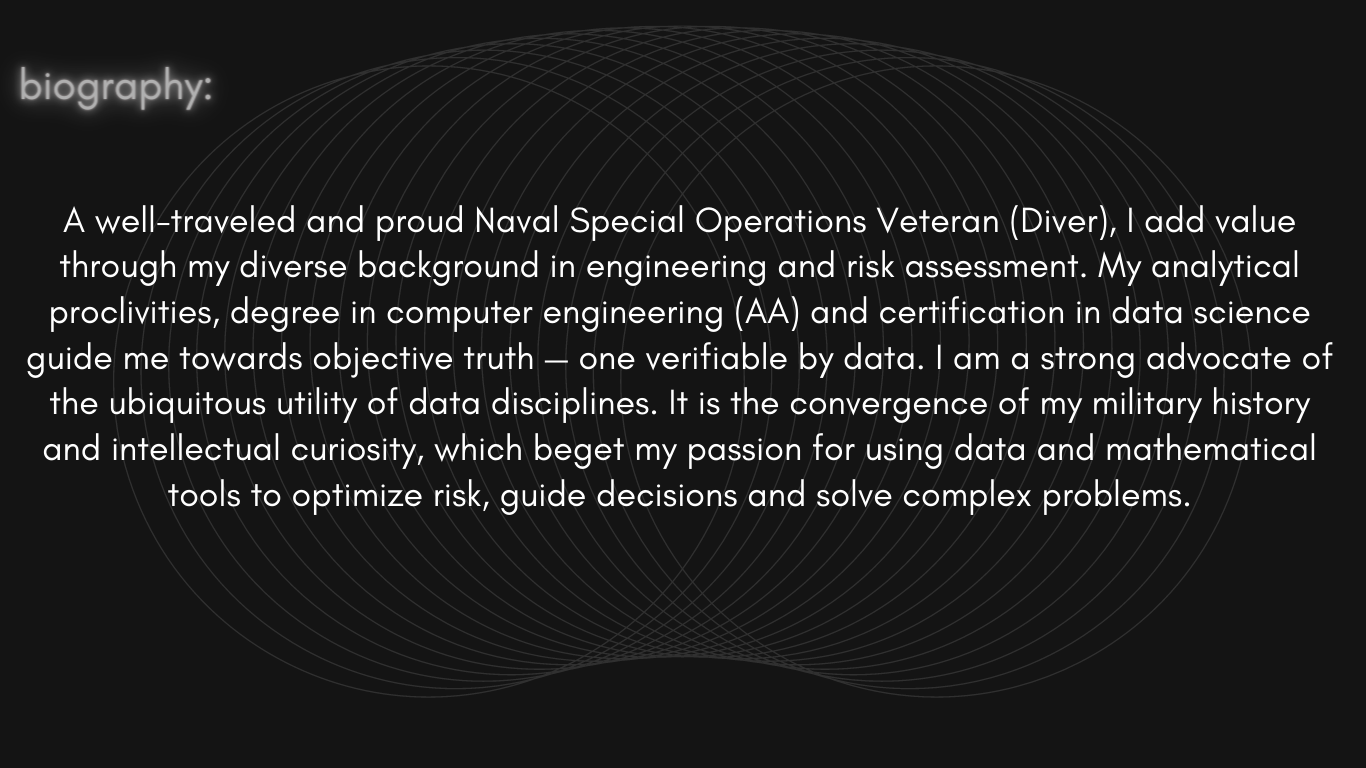 biography:
A well-traveled and proud Naval Special Operations Veteran (Diver), I add value
through my diverse background in engineering and risk assessment. My analytical
proclivities, degree in computer engineering (AA) and certification in data science
guide me towards objective truth — one verifiable by data. I am a strong advocate of
the ubiquitous utility of data disciplines. It is the convergence of my military history
and intellectual curiosity, which beget my passion for using data and mathematical
tools to optimize risk, guide decisions and solve complex problems.